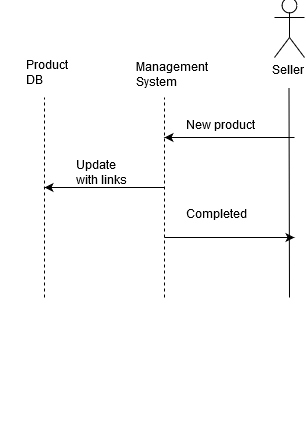 Product
DB
Management
System
Seller
New product
Update
with links
Completed